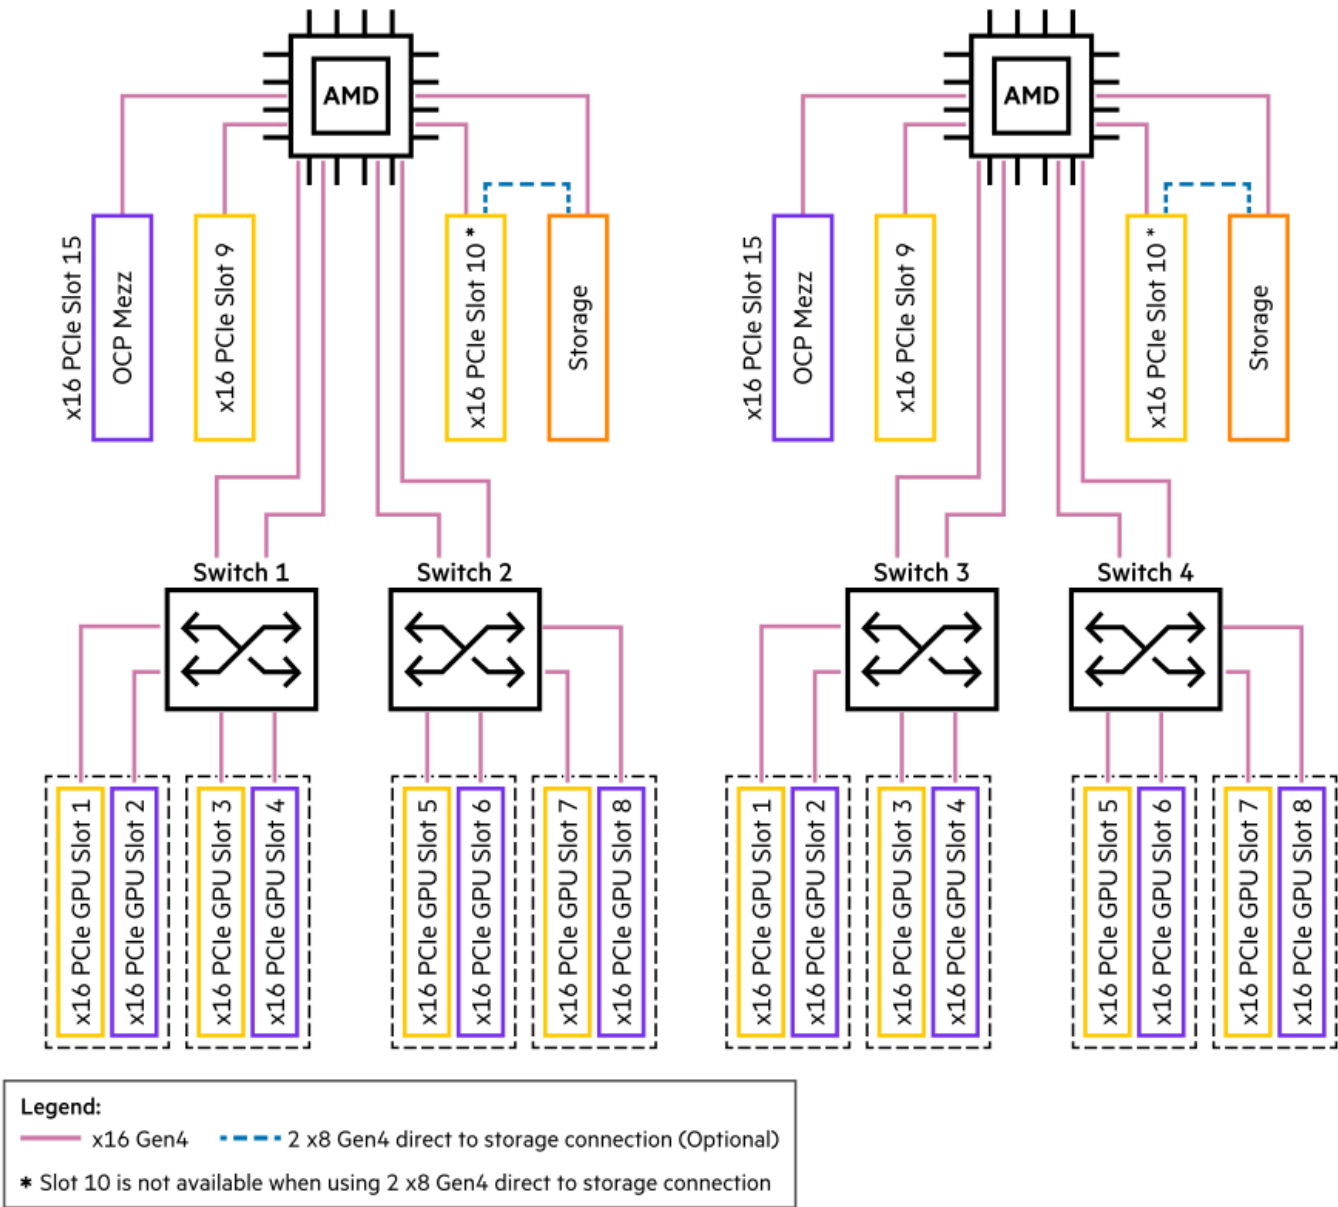 AMD
AMD
x16 PCIe Slot 15
OCP Mezz
x16 PCIe Slot 9
x16 PCIe Slot 10 *
Storage
x16 PCIe Slot 15
OCP Mezz
x16 PCIe Slot 9
x16 PCIe Slot 10 *
Storage
Switch 1
Switch 2
Switch 3
Switch 4
x16 PCIe GPU Slot 1
x16 PCIe GPU Slot 2
x16 PCIe GPU Slot 3
x16 PCIe GPU Slot 4
x16 PCIe GPU Slot 5
x16 PCIe GPU Slot 6
x16 PCIe GPU Slot 7
x16 PCIe GPU Slot 8
x16 PCIe GPU Slot 1
x16 PCIe GPU Slot 2
x16 PCIe GPU Slot 3
x16 PCIe GPU Slot 4
x16 PCIe GPU Slot 5
x16 PCIe GPU Slot 6
x16 PCIe GPU Slot 7
x16 PCIe GPU Slot 8
Legend:
x16 Gen4
2 x8 Gen4 direct to storage connection (Optional)
* Slot 10 is not available when using 2 x8 Gen4 direct to storage connection